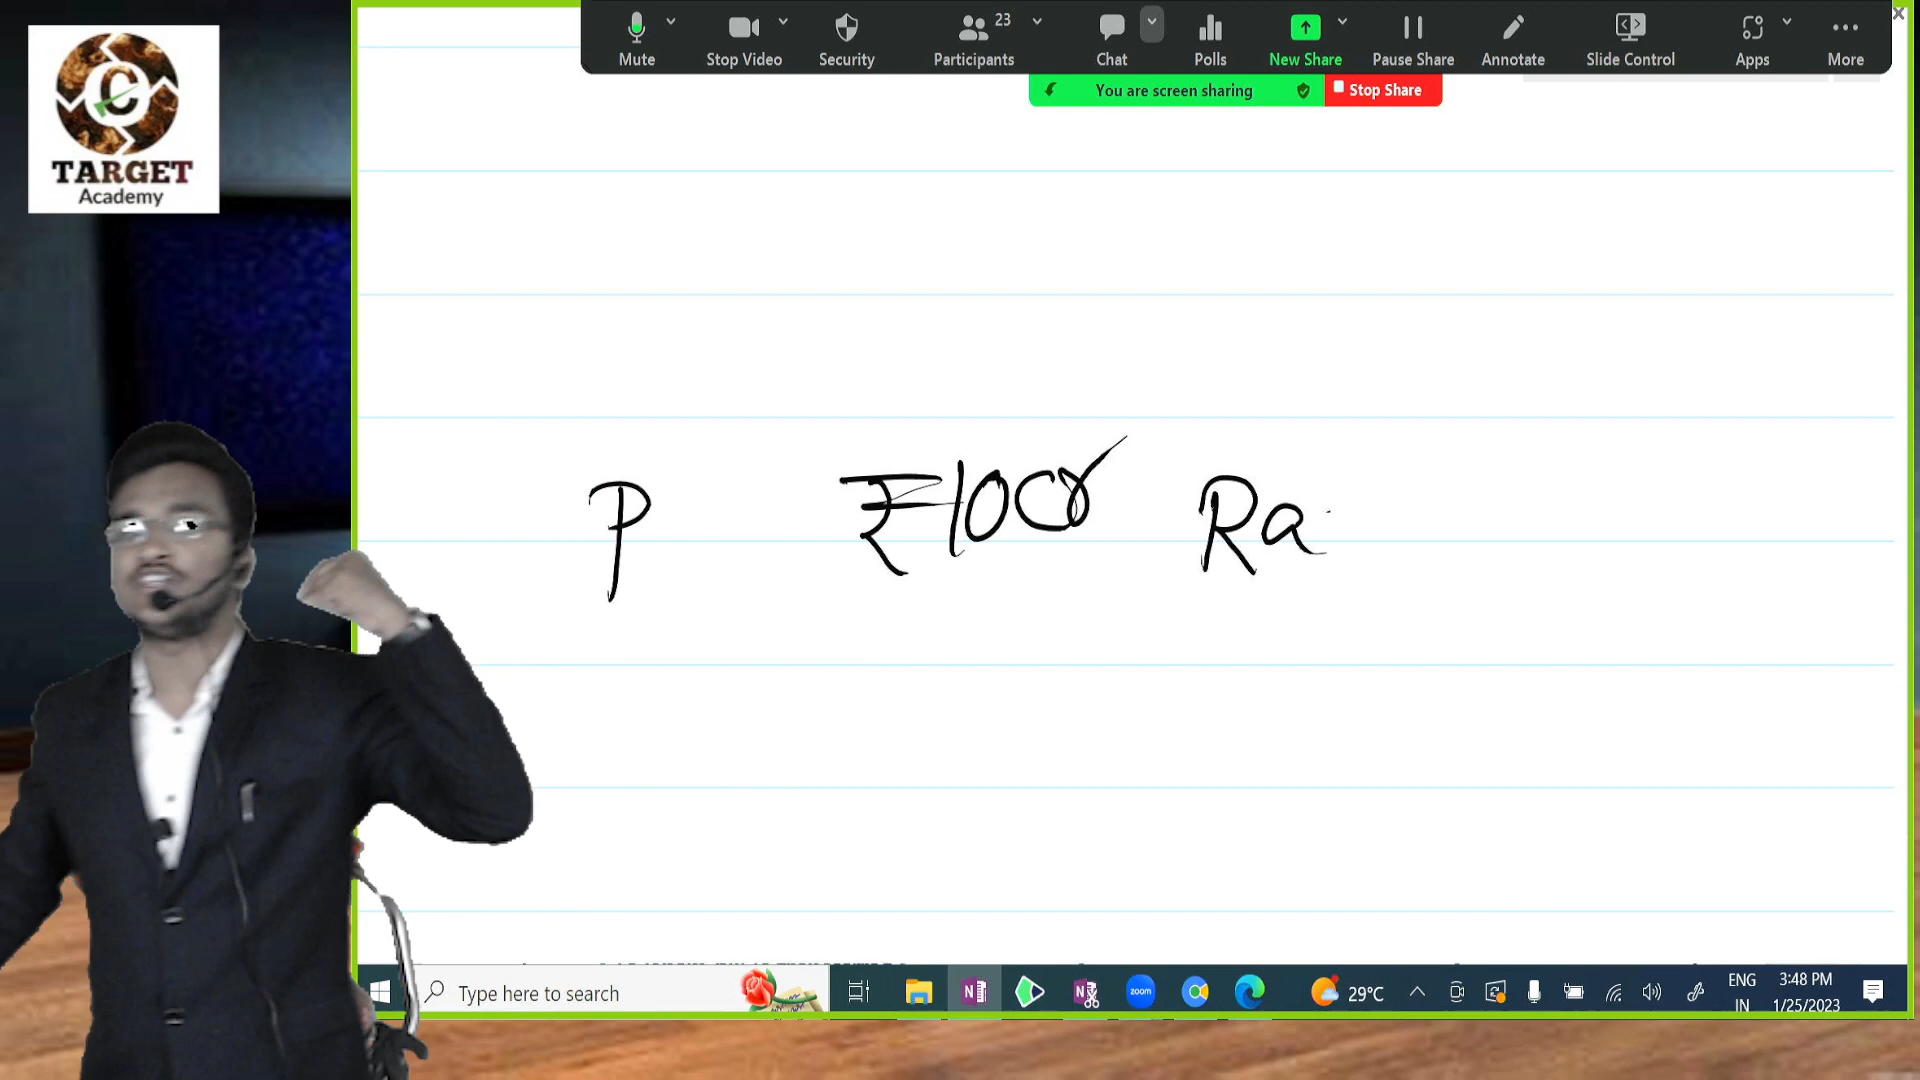 23
Mute
Stop Video
Security
Participants
Chat
Polls
New Share
Pause Share
Annotate
Slide Control
Apps
More
You are screen sharing
Stop Share
C
TARGET
Academy
P ₹10Cr Ra
Type here to search
zoom
29°C
ENG
IN
3:48 PM
1/25/2023